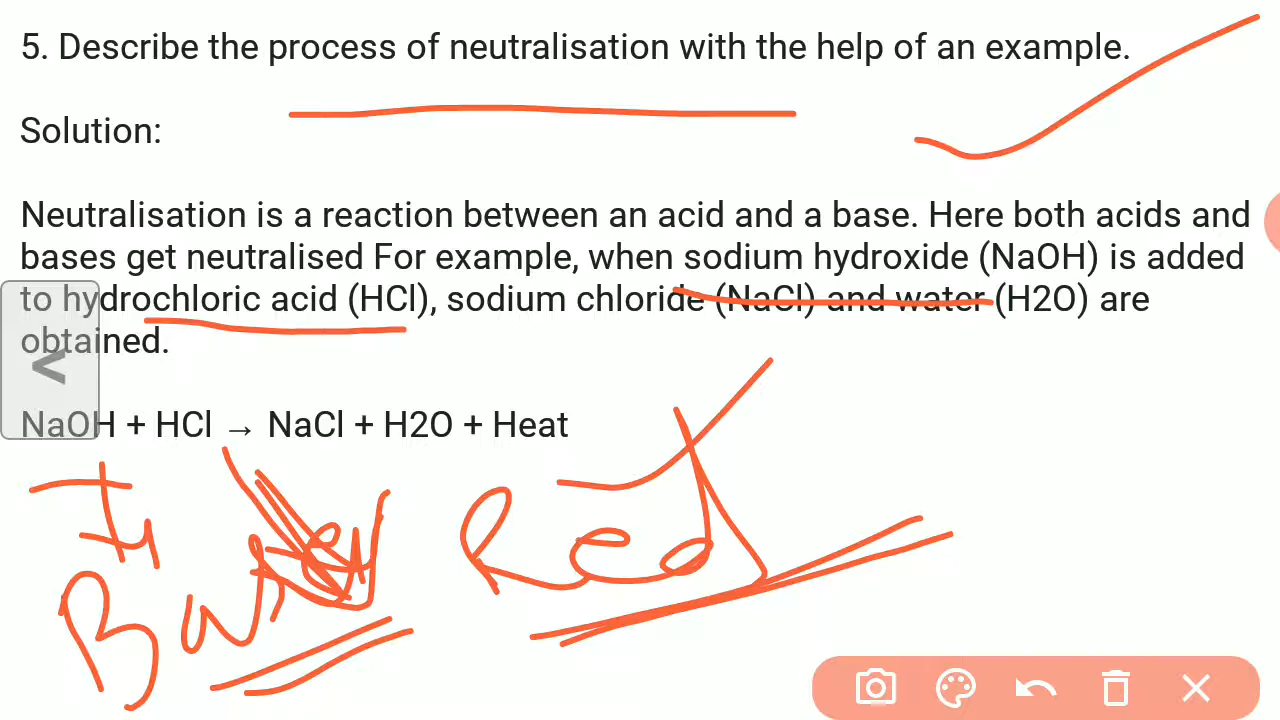 5. Describe the process of neutralisation with the help of an example.
Solution:
Neutralisation is a reaction between an acid and a base. Here both acids and
bases get neutralised For example, when sodium hydroxide (NaOH) is added
to hydrochloric acid (HCl), sodium chloride (NaCl) and water (H2O) are
obtained.
<
NaOH + HCl → NaCl + H2O + Heat
Red